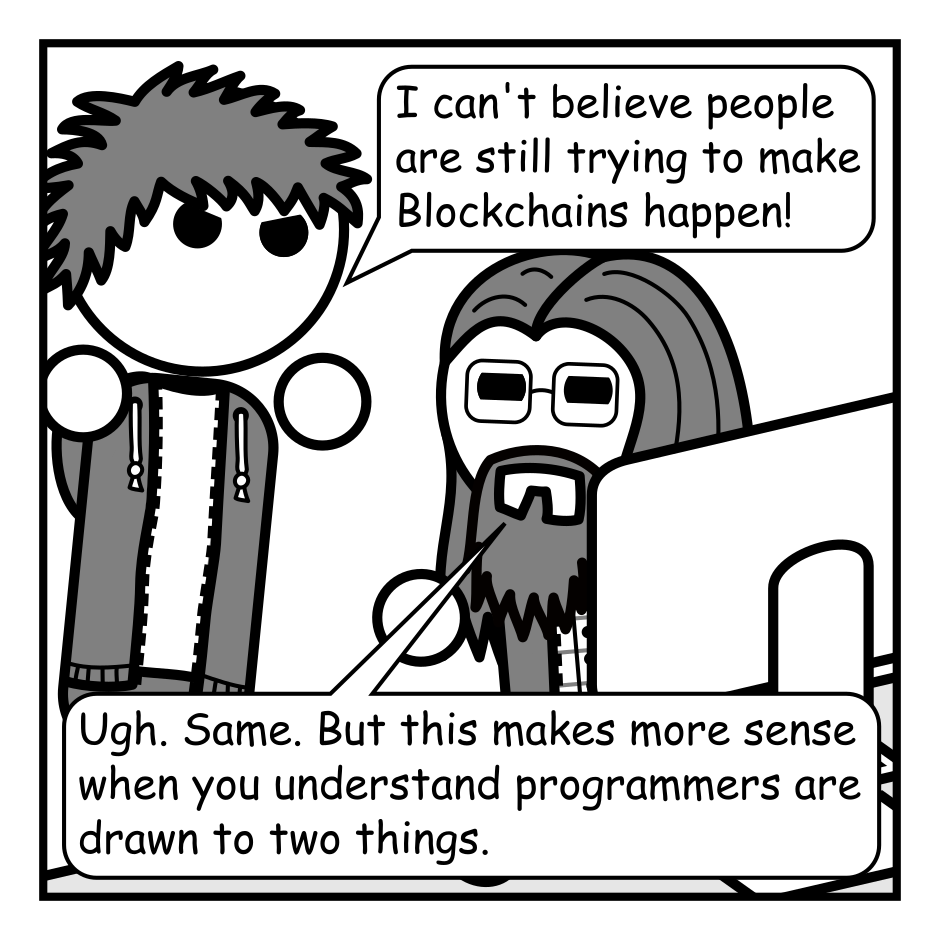 I can't believe people
are still trying to make
Blockchains happen!
Ugh. Same. But this makes more sense
when you understand programmers are
drawn to two things.